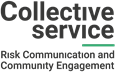 Collective
service
Risk Communication and
Community Engagement